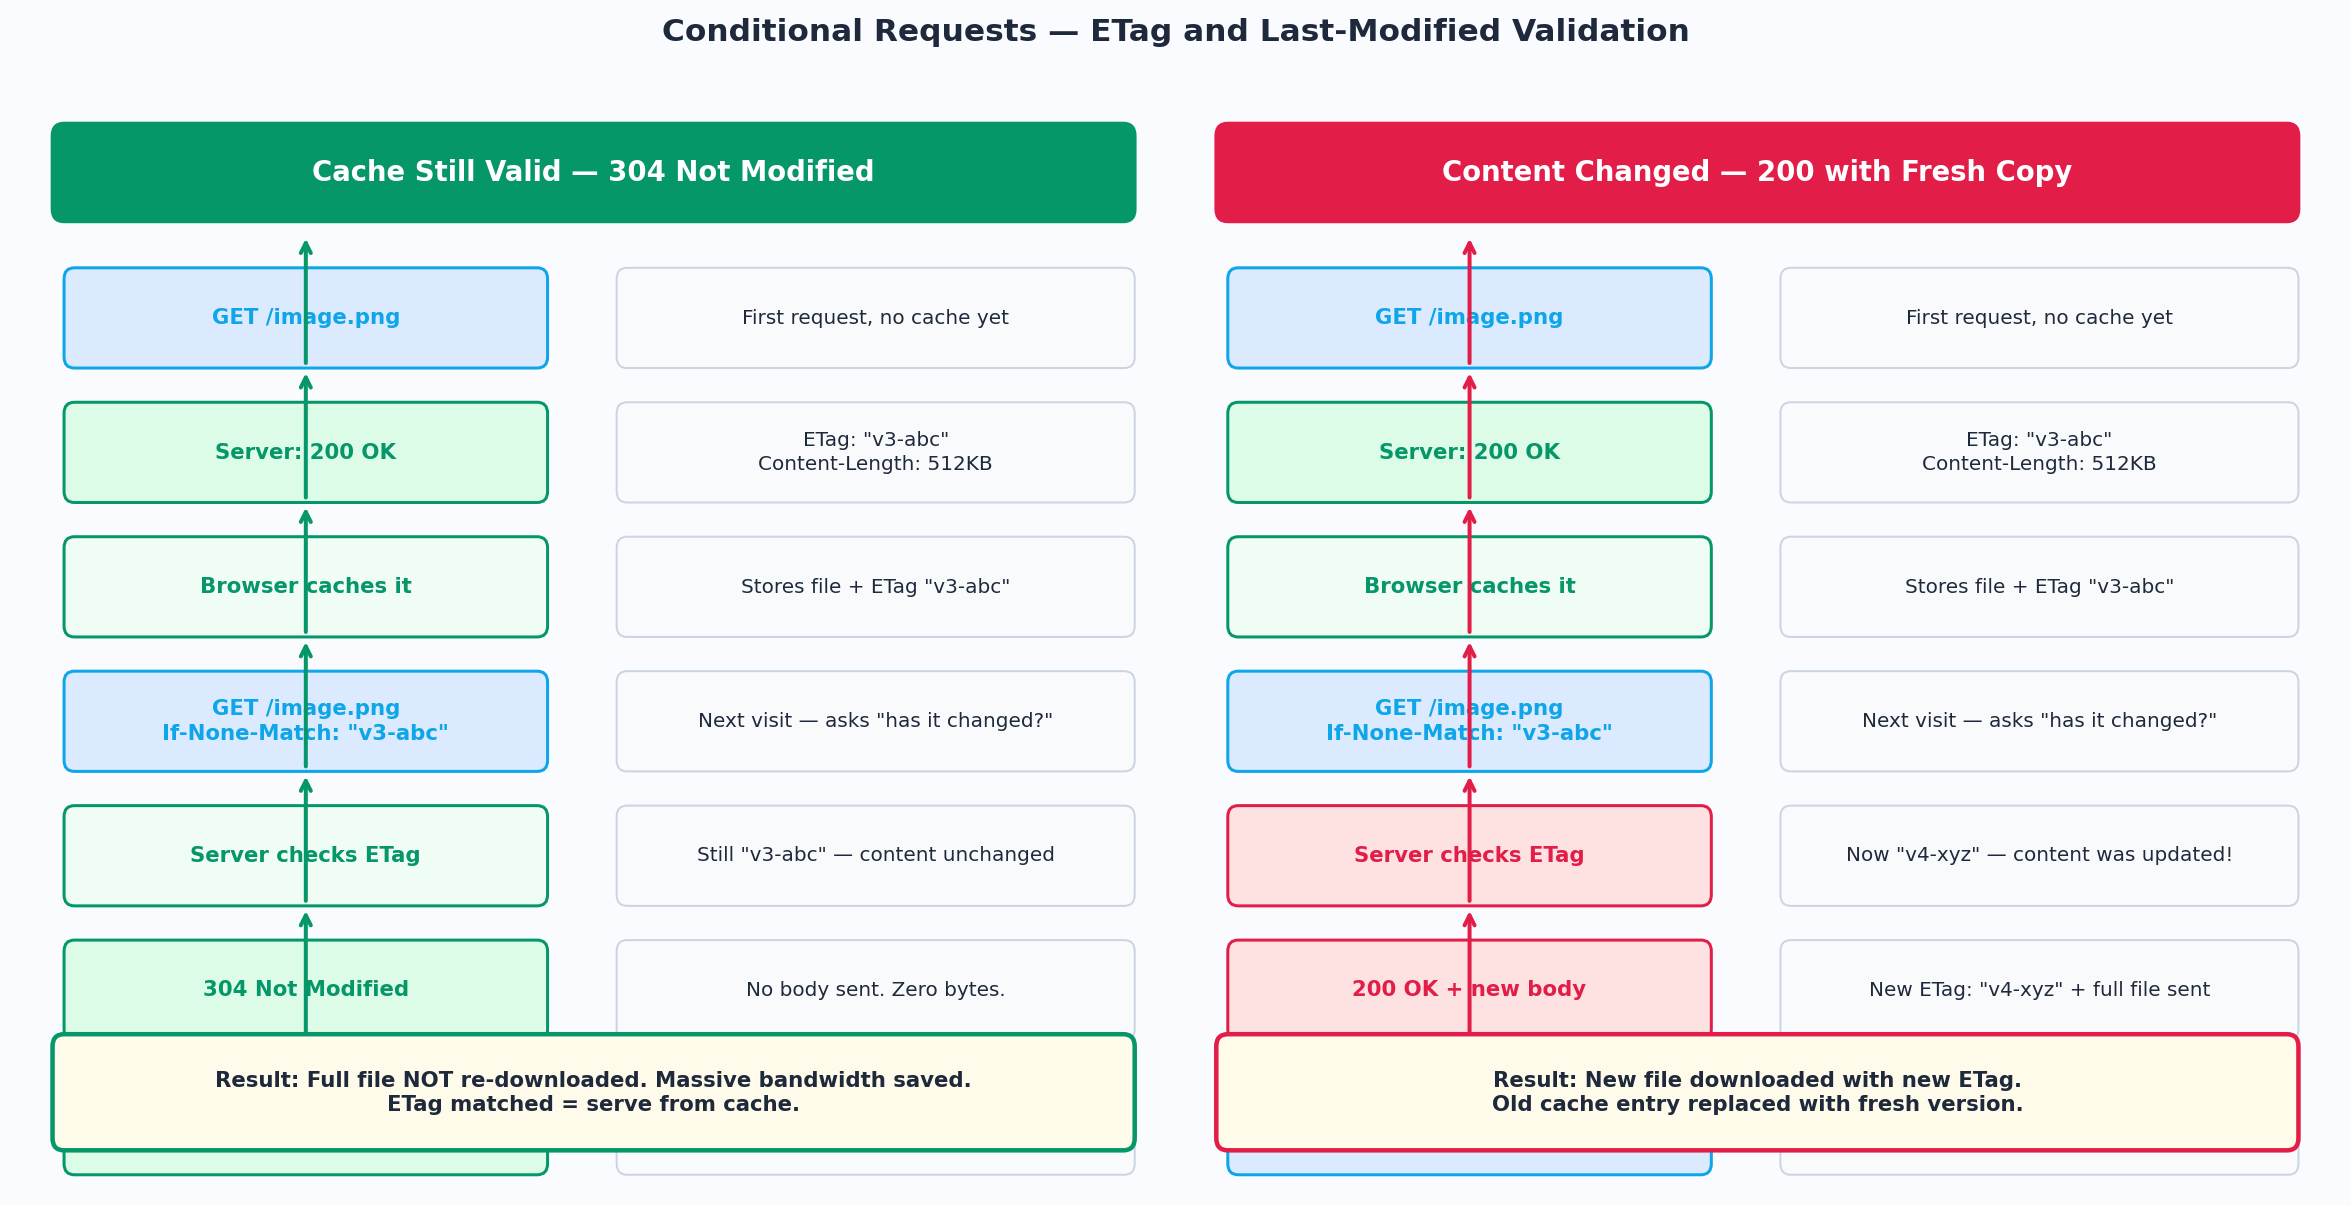 Conditional Requests — ETag and Last-Modified Validation
Cache Still Valid — 304 Not Modified
GET /image.png
First request, no cache yet
Server: 200 OK
ETag: "v3-abc"
Content-Length: 512KB
Browser caches it
Stores file + ETag "v3-abc"
GET /image.png
If-None-Match: "v3-abc"
Next visit — asks "has it changed?"
Server checks ETag
Still "v3-abc" — content unchanged
304 Not Modified
No body sent. Zero bytes.
Result: Full file NOT re-downloaded. Massive bandwidth saved.
ETag matched = serve from cache.
Content Changed — 200 with Fresh Copy
GET /image.png
First request, no cache yet
Server: 200 OK
ETag: "v3-abc"
Content-Length: 512KB
Browser caches it
Stores file + ETag "v3-abc"
GET /image.png
If-None-Match: "v3-abc"
Next visit — asks "has it changed?"
Server checks ETag
Now "v4-xyz" — content was updated!
200 OK + new body
New ETag: "v4-xyz" + full file sent
Result: New file downloaded with new ETag.
Old cache entry replaced with fresh version.